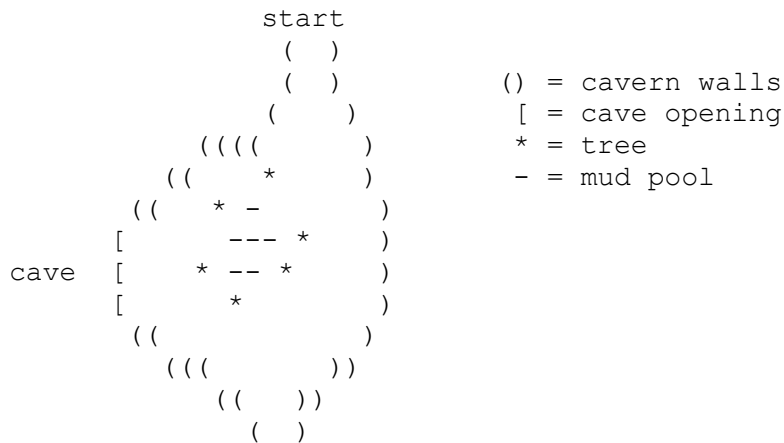 start
(  )
(  )        () = cavern walls
(    )        [ = cave opening
((((      )        * = tree
((    *     )        - = mud pool
((   * -       )
[      --- *    )
cave  [    * -- *     )
[      *        )
((            )
(((       ))
((   ))
(  )